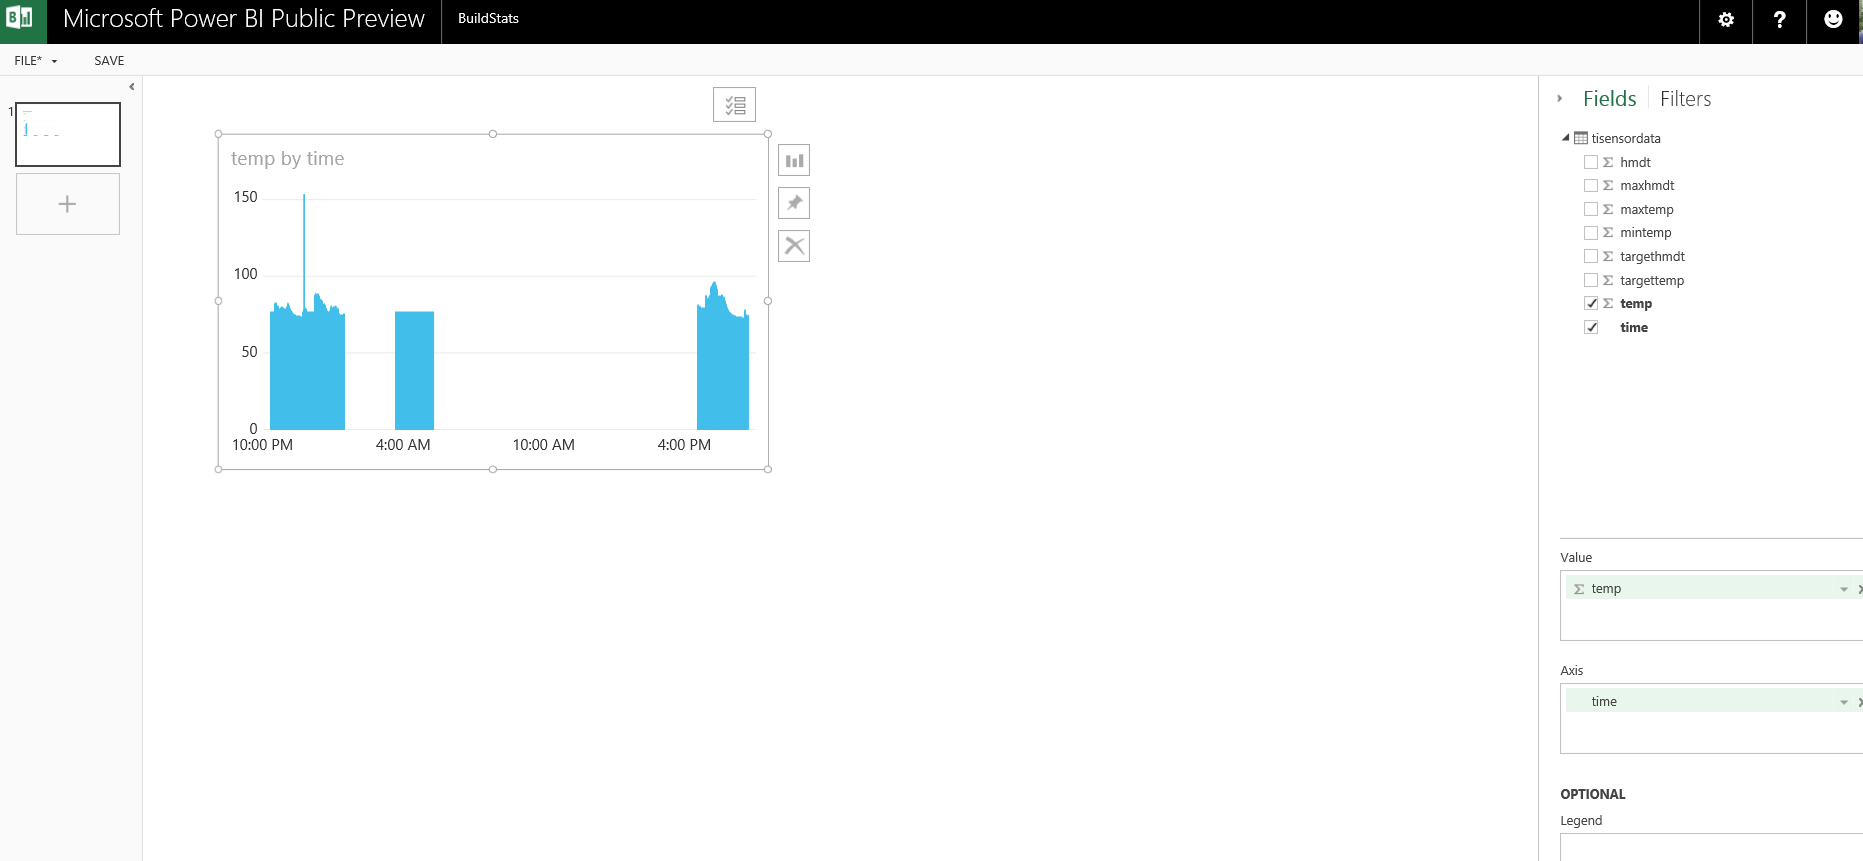 Microsoft Power BI Public Preview
BuildStats
?
FILE*
SAVE
1
temp by time
150
100
50
0
10:00 PM
4:00 AM
10:00 AM
4:00 PM
Fields
Filters
tisensordata
Σ hmdt
Σ maxhmdt
Σ maxtemp
Σ mintemp
Σ targethmdt
Σ targettemp
Σ temp
time
Value
Σ temp
Axis
time
OPTIONAL
Legend